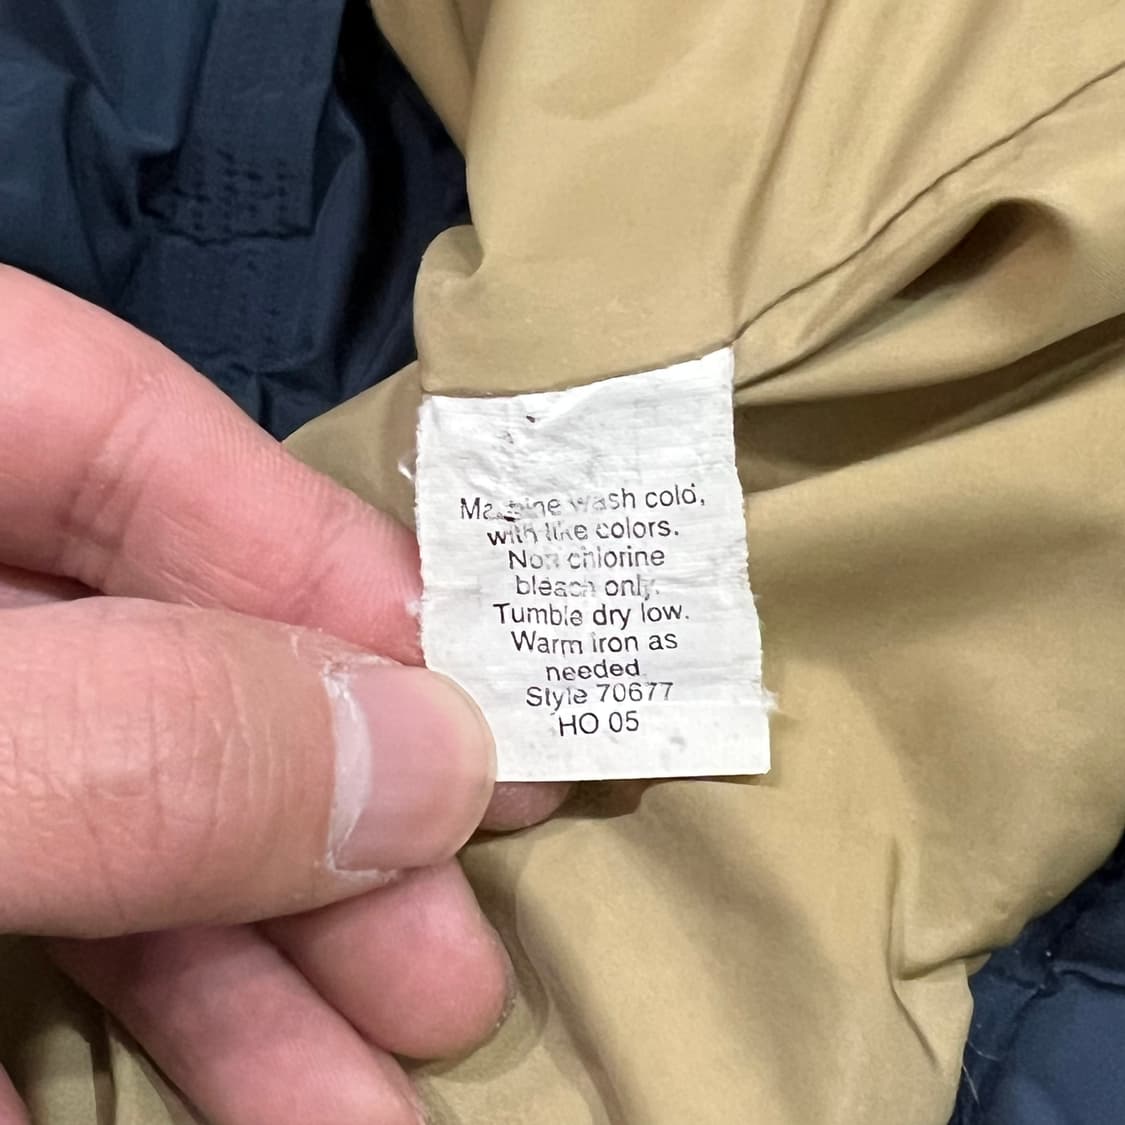 Machine wash cold,
with like colors.
Non chlorine
bleach only.
Tumble dry low.
Warm iron as
needed
Style 70677
HO 05